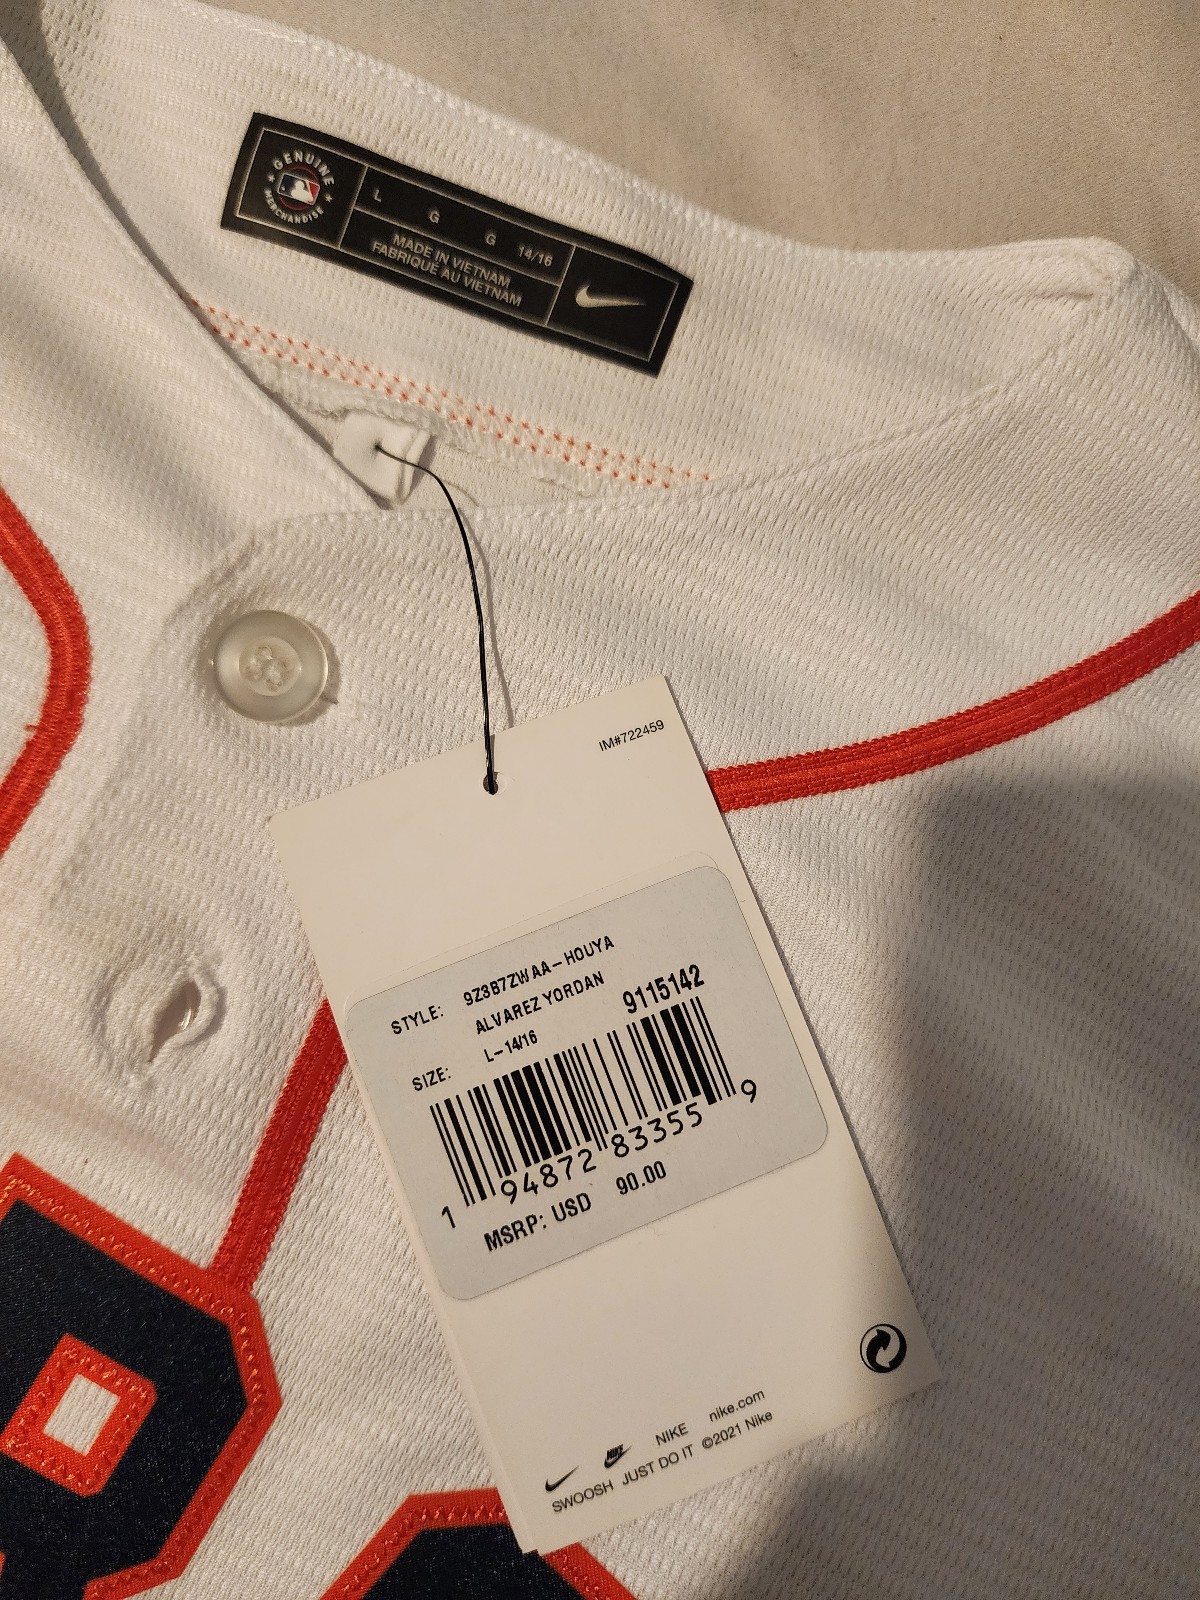 GENUINE
MERCHANDISE
L G G 14/16
MADE IN VIETNAM
FABRIQUÉ AU VIETNAM
IM#722459
STYLE: 9Z3B7ZWAA-HOUYA
ALVAREZ YORDAN
9115142
SIZE: L-14/16
1 94872 83355 9
MSRP: USD 90.00
NIKE nike.com
SWOOSH JUST DO IT ©2021 Nike